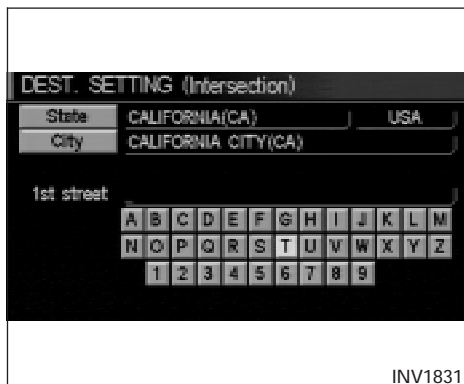 DEST. SETTING (Intersection)
State CALIFORNIA(CA) USA
City CALIFORNIA CITY(CA)
1st street _
A B C D E F G H I J K L M
N O P Q R S T U V W X Y Z
1 2 3 4 5 6 7 8 9
INV1831